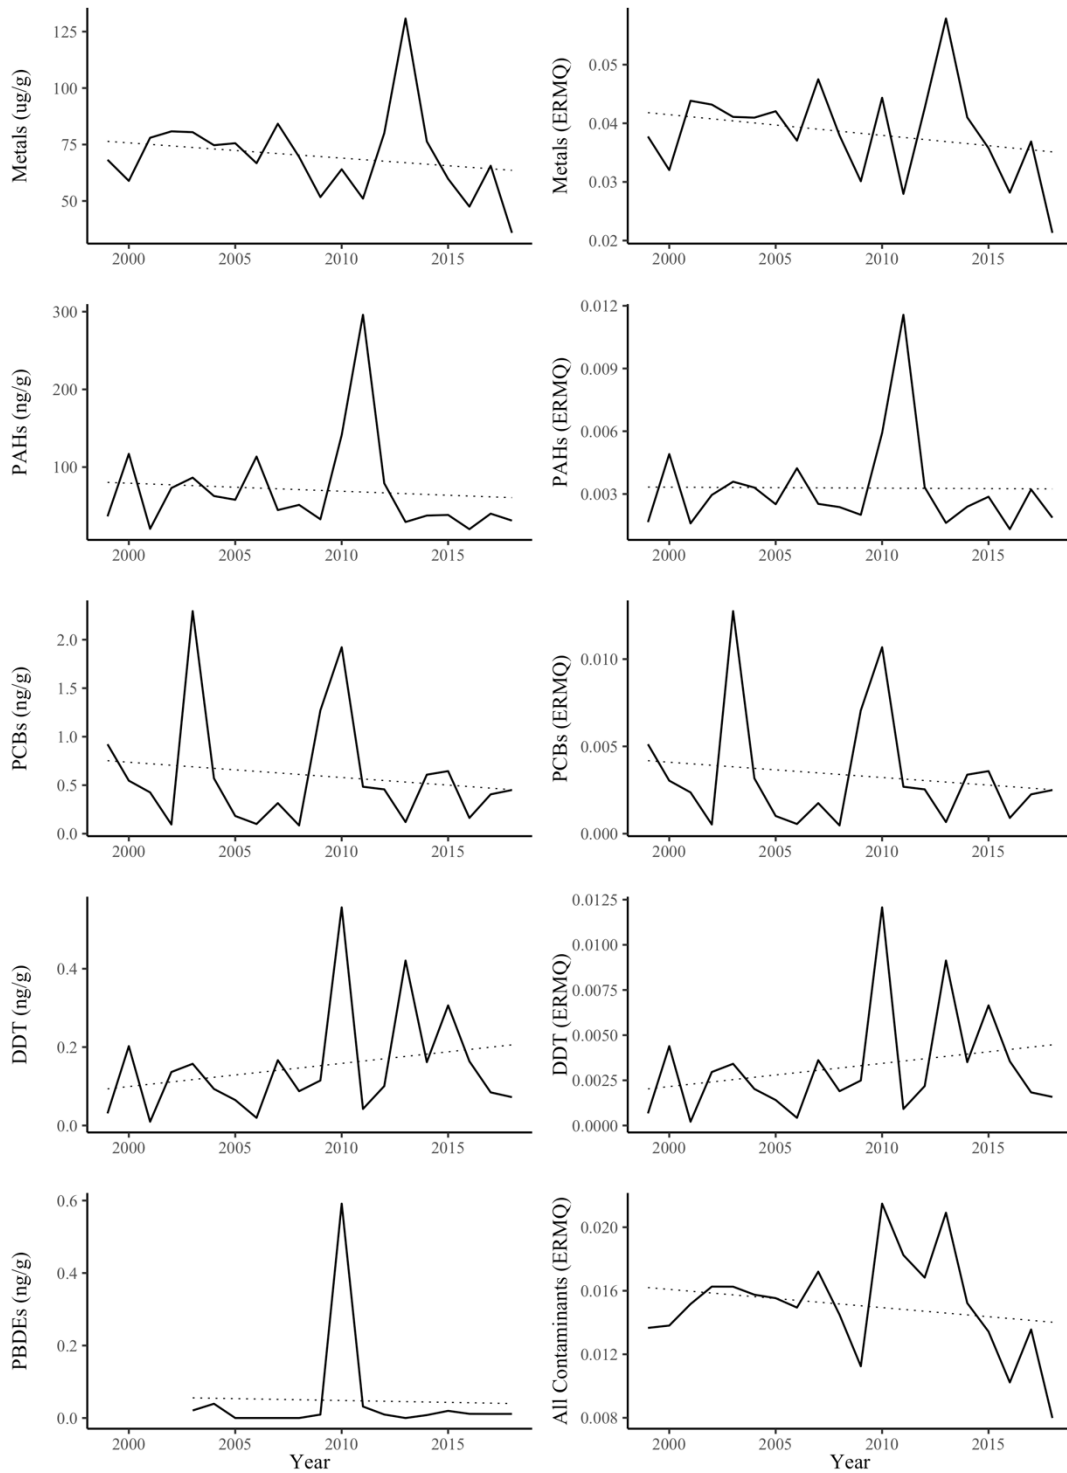 Metals (ug/g)
125
100
75
50
2000 2005 2010 2015
Metals (ERMQ)
0.05
0.04
0.03
0.02
2000 2005 2010 2015
PAHs (ng/g)
300
200
100
2000 2005 2010 2015
PAHs (ERMQ)
0.012
0.009
0.006
0.003
2000 2005 2010 2015
PCBs (ng/g)
2.0
1.5
1.0
0.5
0.0
2000 2005 2010 2015
PCBs (ERMQ)
0.010
0.005
0.000
2000 2005 2010 2015
DDT (ng/g)
0.4
0.2
0.0
2000 2005 2010 2015
DDT (ERMQ)
0.0125
0.0100
0.0075
0.0050
0.0025
0.0000
2000 2005 2010 2015
PBDEs (ng/g)
0.6
0.4
0.2
0.0
2000 2005 2010 2015
Year
All Contaminants (ERMQ)
0.020
0.016
0.012
0.008
2000 2005 2010 2015
Year